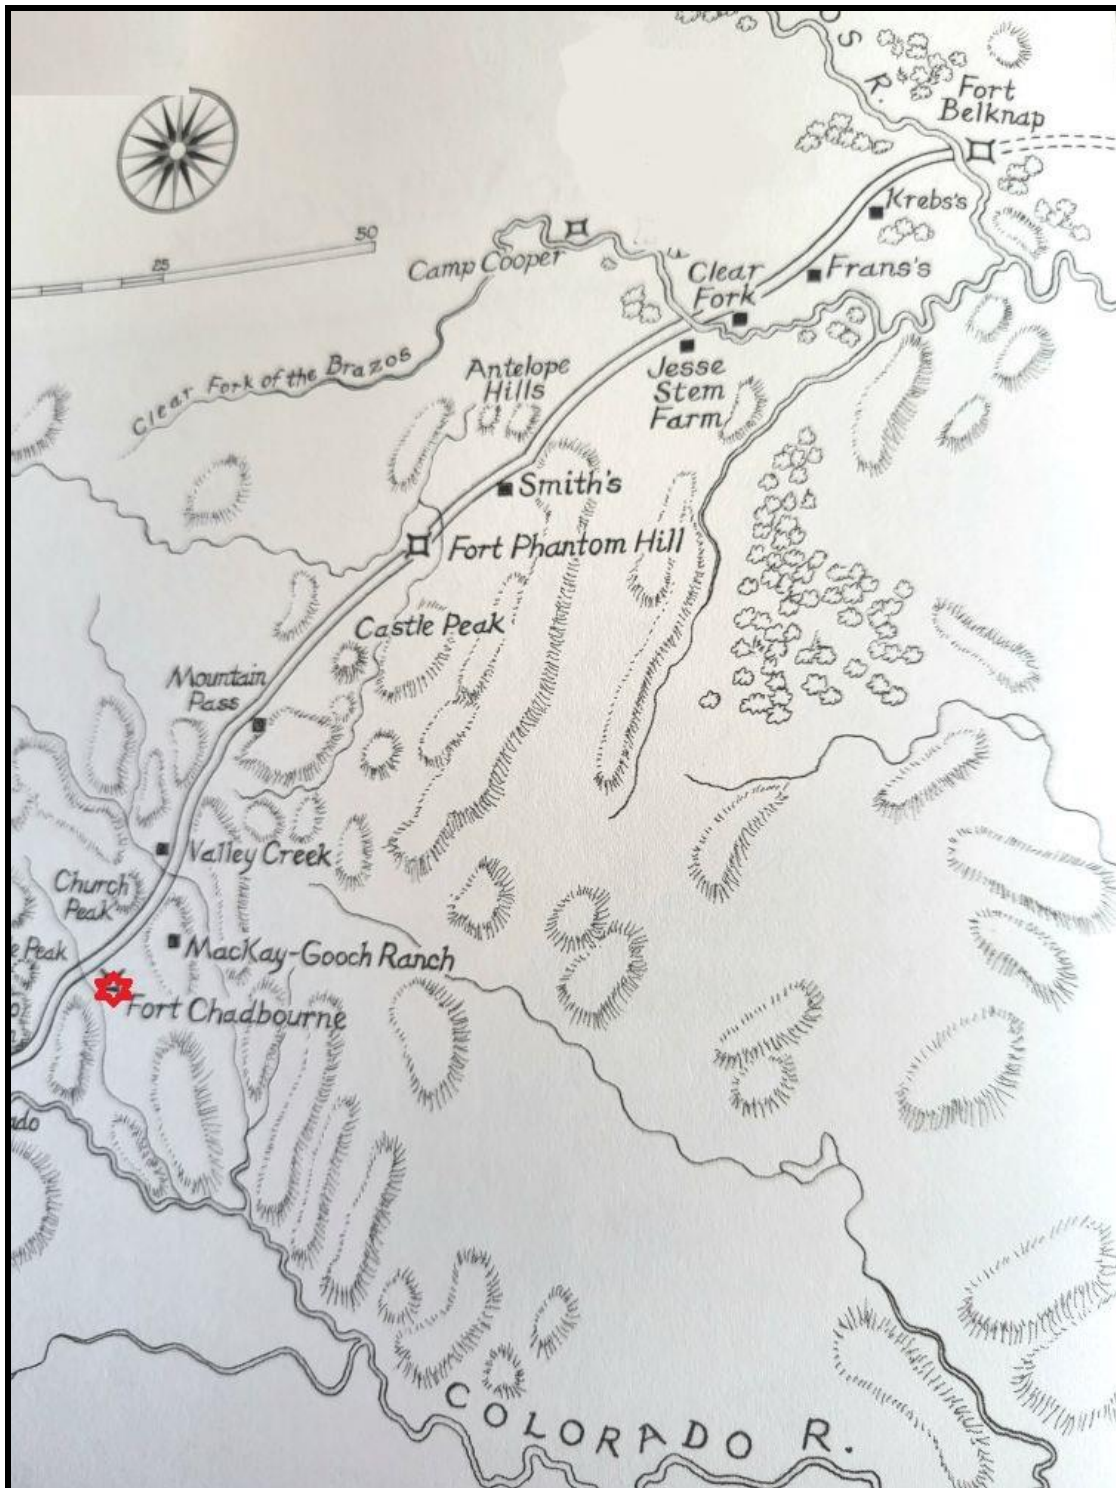 OS R.
Fort
Belknap
Krebs's
50
25
Camp Cooper
Clear
Fork
Frans's
Clear Fork of the Brazos
Antelope
Hills
Jesse
Stem
Farm
Smith's
Fort Phantom Hill
Castle Peak
Mountain
Pass
Valley Creek
Church
Peak
e Peak
MacKay-Gooch Ranch
Fort Chadbourne
ado
COLORADO R.